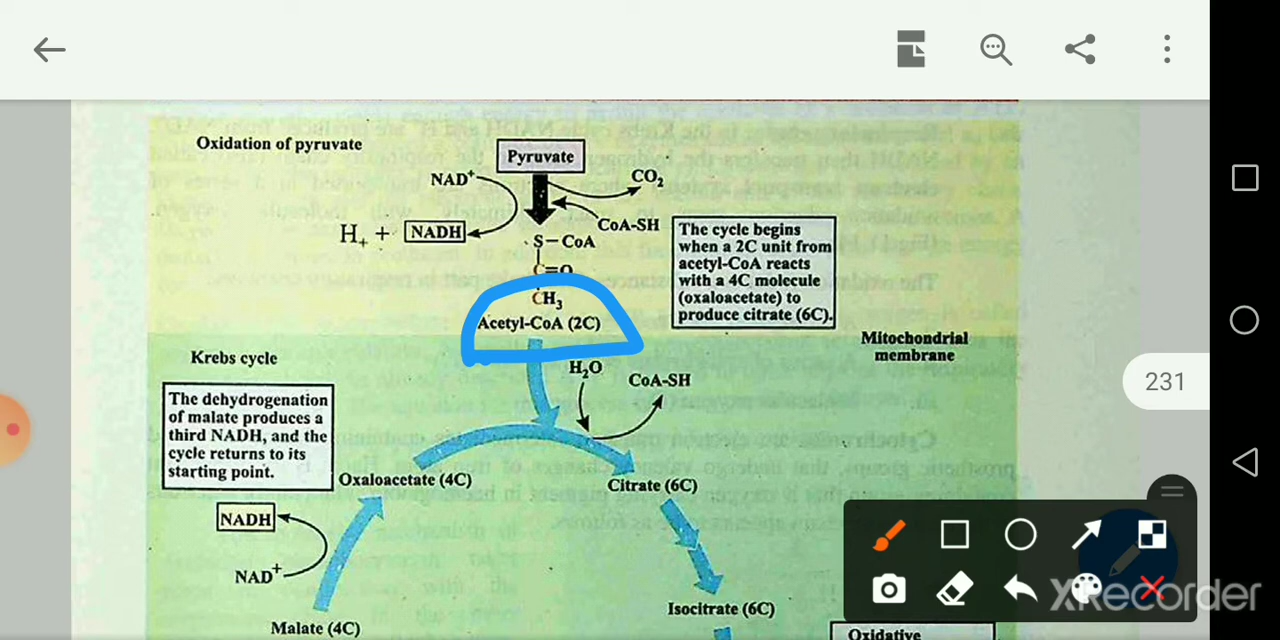 Oxidation of pyruvate
Pyruvate
NAD+
CO2
CoA-SH
H+ + NADH
S–CoA
C=O
CH3
Acetyl-CoA (2C)
The cycle begins
when a 2C unit from
acetyl-CoA reacts
with a 4C molecule
(oxaloacetate) to
produce citrate (6C).
Mitochondrial
membrane
Krebs cycle
H2O
CoA-SH
The dehydrogenation
of malate produces a
third NADH, and the
cycle returns to its
starting point.
Oxaloacetate (4C)
Citrate (6C)
NADH
NAD+
Isocitrate (6C)
Malate (4C)
Oxidative
231
XRecorder